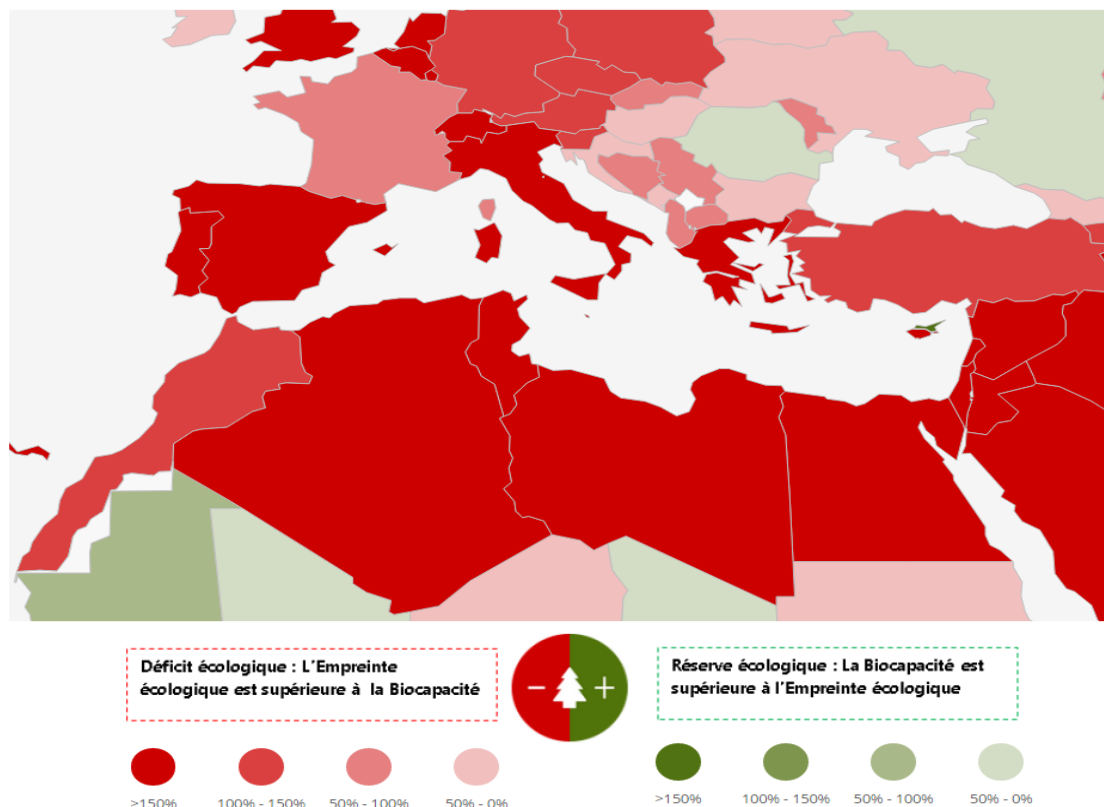 Déficit écologique : L'Empreinte
écologique est supérieure à la Biocapacité
Réserve écologique : La Biocapacité est
supérieure à l'Empreinte écologique
>150%
100% - 150%
50% - 100%
50% - 0%
>150%
100% - 150%
50% - 100%
50% - 0%